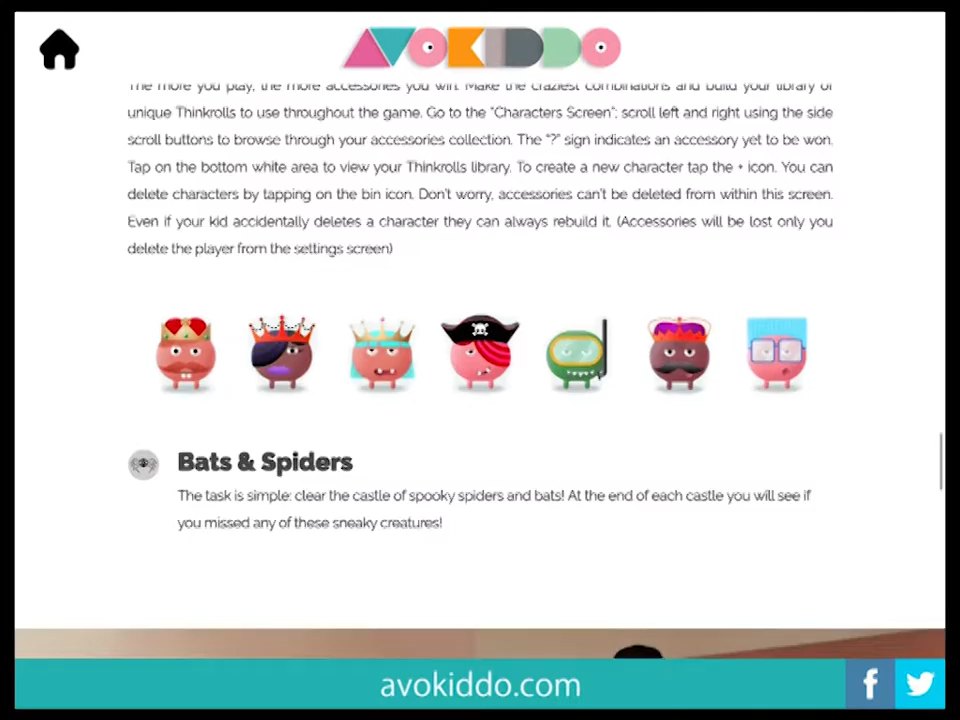 AVOKIDDO
The more you play, the more accessories you win. Make the craziest combinations and build your library of
unique Thinkrolls to use throughout the game. Go to the "Characters Screen"; scroll left and right using the side
scroll buttons to browse through your accessories collection. The "?" sign indicates an accessory yet to be won.
Tap on the bottom white area to view your Thinkrolls library. To create a new character tap the + icon. You can
delete characters by tapping on the bin icon. Don't worry, accessories can't be deleted from within this screen.
Even if your kid accidentally deletes a character they can always rebuild it. (Accessories will be lost only you
delete the player from the settings screen)
Bats & Spiders
The task is simple: clear the castle of spooky spiders and bats! At the end of each castle you will see if
you missed any of these sneaky creatures!
avokiddo.com